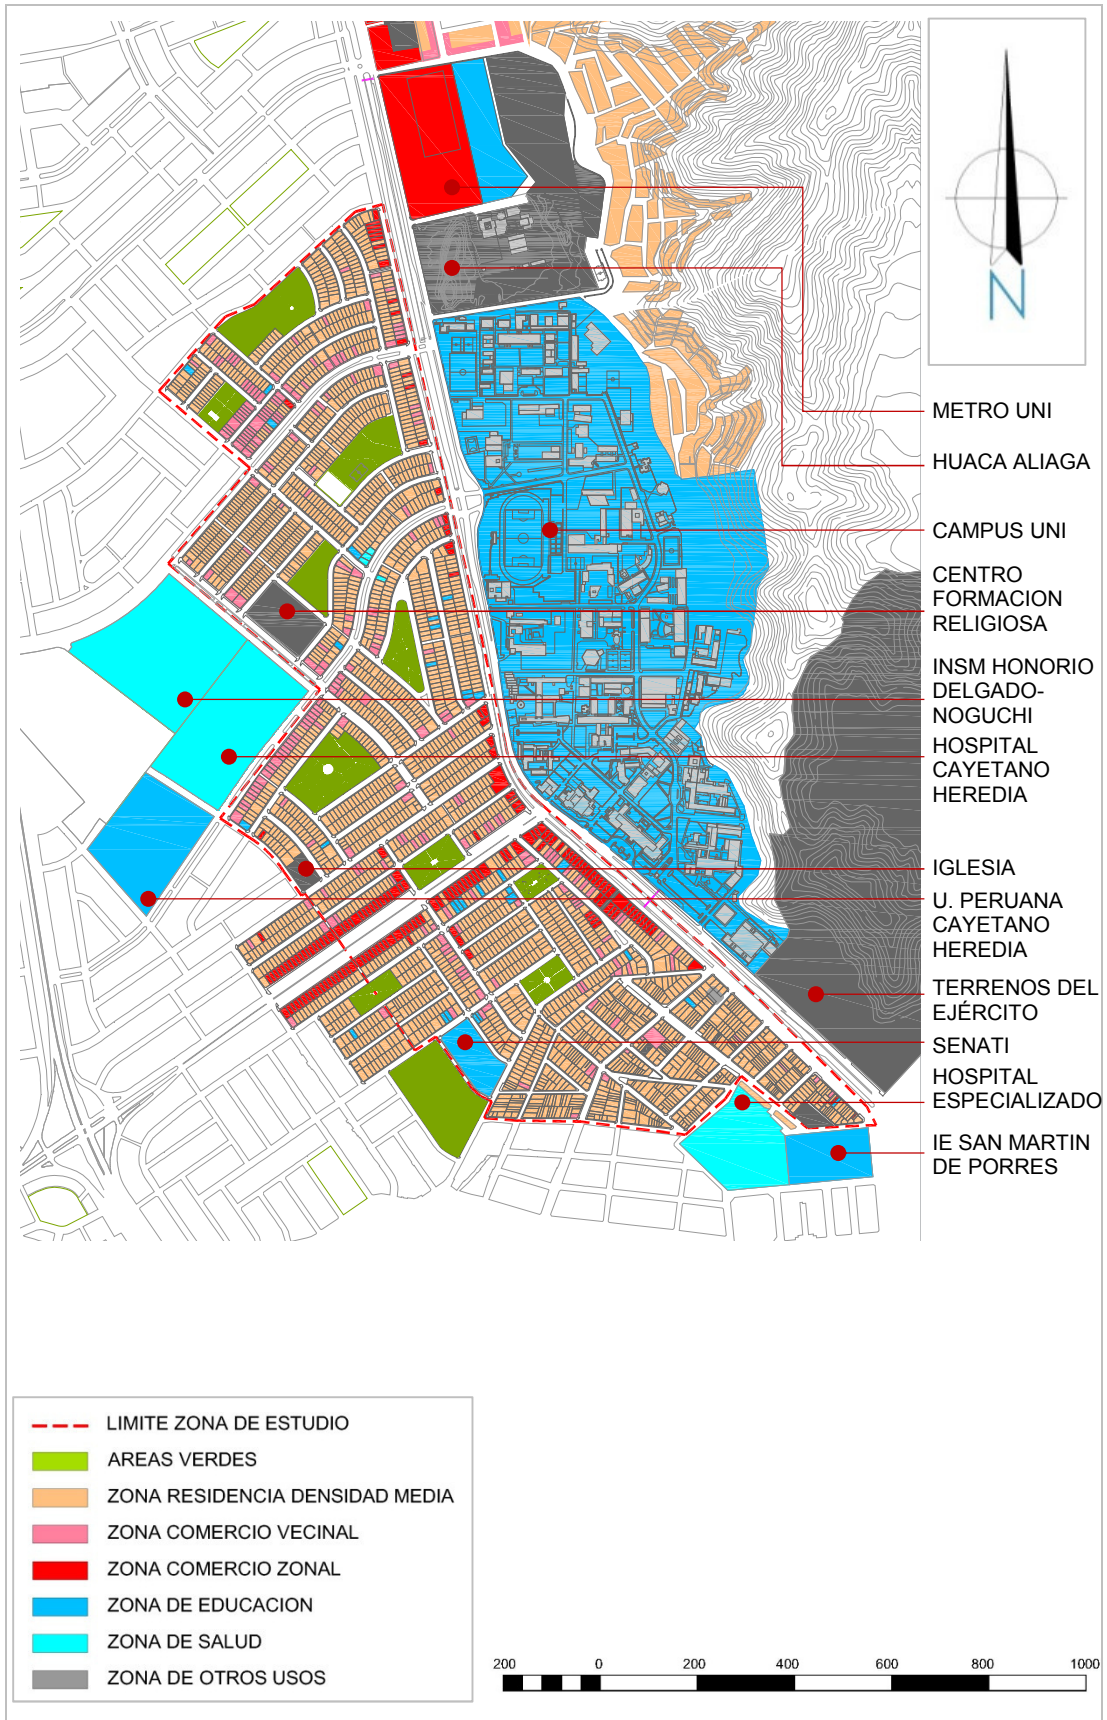 N
METRO UNI
HUACA ALIAGA
CAMPUS UNI
CENTRO
FORMACION
RELIGIOSA
INSM HONORIO
DELGADO-
NOGUCHI
HOSPITAL
CAYETANO
HEREDIA
IGLESIA
U. PERUANA
CAYETANO
HEREDIA
TERRENOS DEL
EJÉRCITO
SENATI
HOSPITAL
ESPECIALIZADO
IE SAN MARTIN
DE PORRES
LIMITE ZONA DE ESTUDIO
AREAS VERDES
ZONA RESIDENCIA DENSIDAD MEDIA
ZONA COMERCIO VECINAL
ZONA COMERCIO ZONAL
ZONA DE EDUCACION
ZONA DE SALUD
ZONA DE OTROS USOS
200 0 200 400 600 800 1000